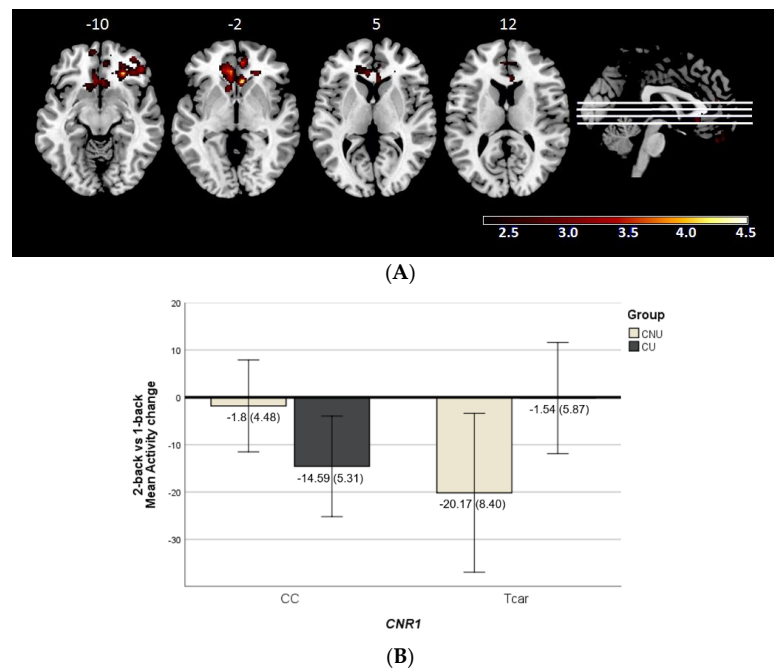 -10 -2 5 12
2.5 3.0 3.5 4.0 4.5
(A)
20
10
0
-10
-20
-30
2-back vs 1-back
Mean Activity change
-1.8 (4.48)
-14.59 (5.31)
-20.17 (8.40)
-1.54 (5.87)
Group
CNU
CU
CC Tcar
CNR1
(B)